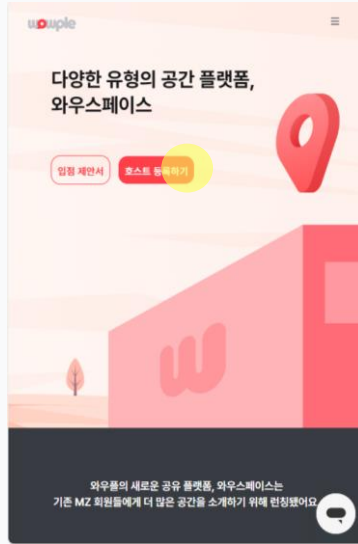 wowple
다양한 유형의 공간 플랫폼,
와우스페이스
입점 제안서 호스트 등록하기
w
와우플의 새로운 공유 플랫폼, 와우스페이스는
기존 MZ 회원들에게 더 많은 공간을 소개하기 위해 런칭됐어요